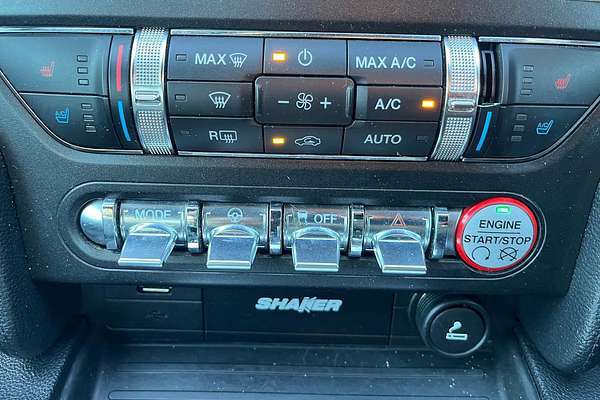 MAX
MAX A/C
A/C
R
AUTO
A/C
A/C
MODE
OFF
ENGINE
START/STOP
SHAKER